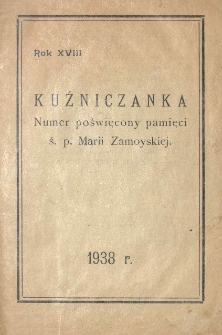 Rok XVIII
KUŹNICZANKA
Numer poświęcony pamięci
ś. p. Marii Zamoyskiej.
1938 r.